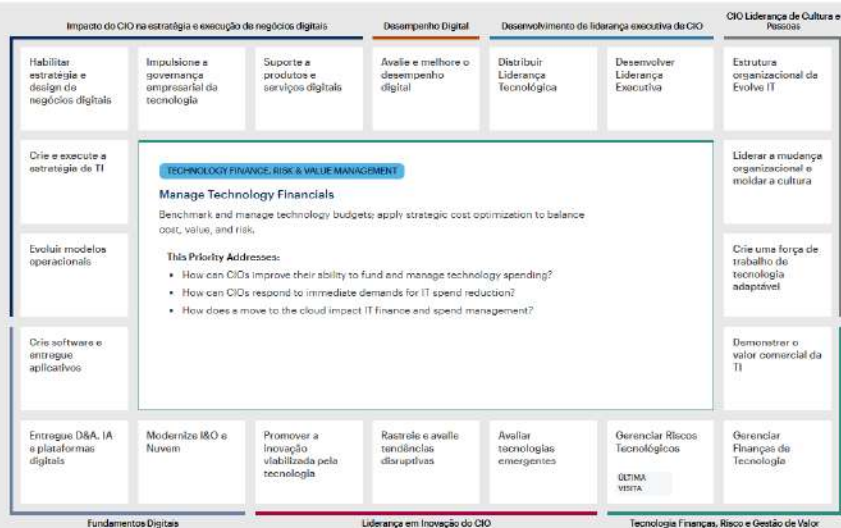 Impacto do CIO na estratégia e execução de negócios digitais
Desempenho Digital
Desenvolvimento de liderança executiva de CIO
CIO Liderança de Cultura e
Pessoas
Habilitar
estratégia e
design de
negócios digitais
Impulsione a
governança
empresarial da
tecnologia
Suporte a
produtos e
serviços digitais
Avalie e melhore o
desempenho
digital
Distribuir
Liderança
Tecnológica
Desenvolver
Liderança
Executiva
Estrutura
organizacional da
Evolve IT
Crie e execute a
estratégia de TI
TECHNOLOGY FINANCE, RISK & VALUE MANAGEMENT
Manage Technology Financials
Benchmark and manage technology budgets; apply strategic cost optimization to balance
cost, value, and risk.
This Priority Addresses:
• How can CIOs improve their ability to fund and manage technology spending?
• How can CIOs respond to immediate demands for IT spend reduction?
• How does a move to the cloud impact IT finance and spend management?
Liderar a mudança
organizacional e
moldar a cultura
Evoluir modelos
operacionais
Crie uma força de
trabalho de
tecnologia
adaptável
Crie software e
entregue
aplicativos
Demonstrar o
valor comercial da
TI
Entregue D&A, IA
e plataformas
digitais
Modernize I&O e
Nuvem
Promover a
Inovação
viabilizada pela
tecnologia
Rastreie e avalie
tendências
disruptivas
Avaliar
tecnologias
emergentes
Gerenciar Riscos
Tecnológicos
ÚLTIMA
VISITA
Gerenciar
Finanças de
Tecnologia
Fundamentos Digitais
Liderança em Inovação do CIO
Tecnologia Finanças, Risco e Gestão de Valor